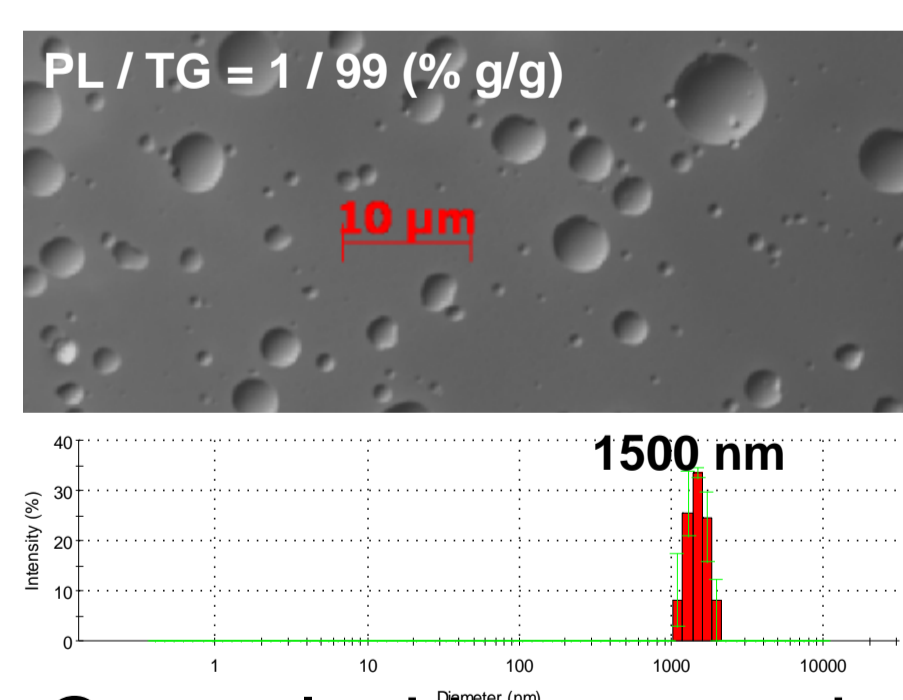 PL / TG = 1 / 99 (% g/g)
10 µm
1500 nm
40
30
20
10
0
Intensity (%)
1 10 100 1000 10000
Diameter (nm)